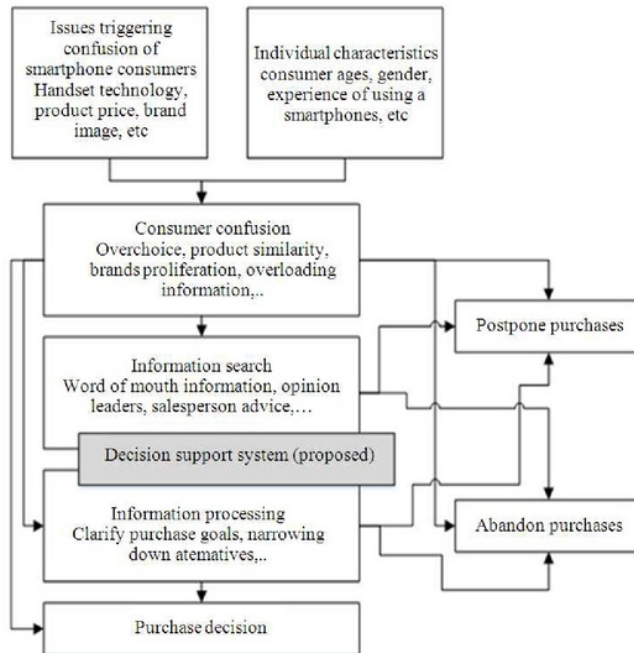 Issues triggering
confusion of
smartphone consumers
Handset technology,
product price, brand
image, etc
Individual characteristics
consumer ages, gender,
experience of using a
smartphones, etc
Consumer confusion
Overchoice, product similarity,
brands proliferation, overloading
information,..
Postpone purchases
Information search
Word of mouth information, opinion
leaders, salesperson advice,...
Decision support system (proposed)
Information processing
Clarify purchase goals, narrowing
down atematives,..
Abandon purchases
Purchase decision